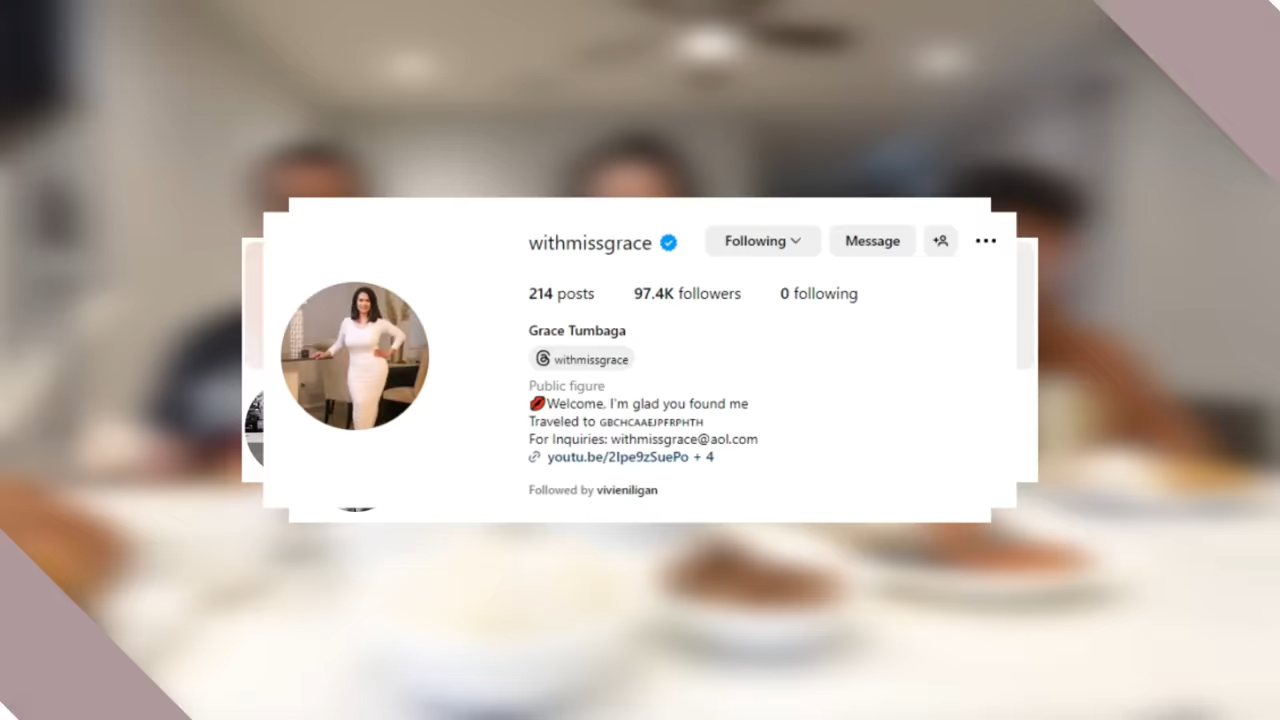 withmissgrace
Following
Message
214 posts 97.4K followers 0 following
Grace Tumbaga
withmissgrace
Public figure
💋Welcome, I'm glad you found me
Traveled to ɢʙᴄʜᴄᴀᴀᴇᴊᴘꜰʀᴘʜᴛʜ
For Inquiries: withmissgrace@aol.com
youtu.be/2Ipe9zSuePo + 4
Followed by vivieniligan